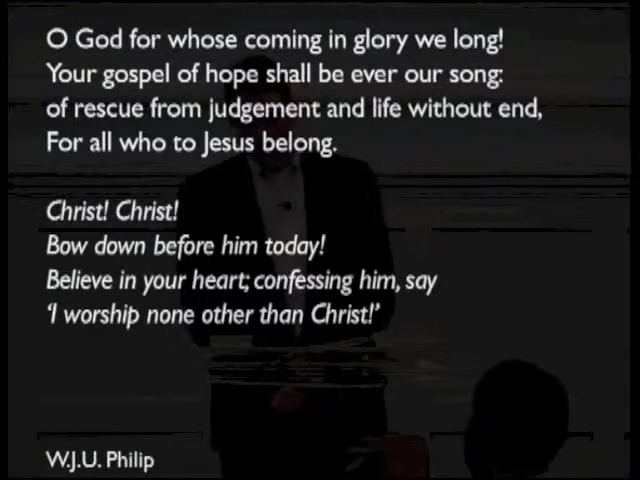 O God for whose coming in glory we long!
Your gospel of hope shall be ever our song:
of rescue from judgement and life without end,
For all who to Jesus belong.
Christ! Christ!
Bow down before him today!
Believe in your heart; confessing him, say
‘I worship none other than Christ!’
W.J.U. Philip